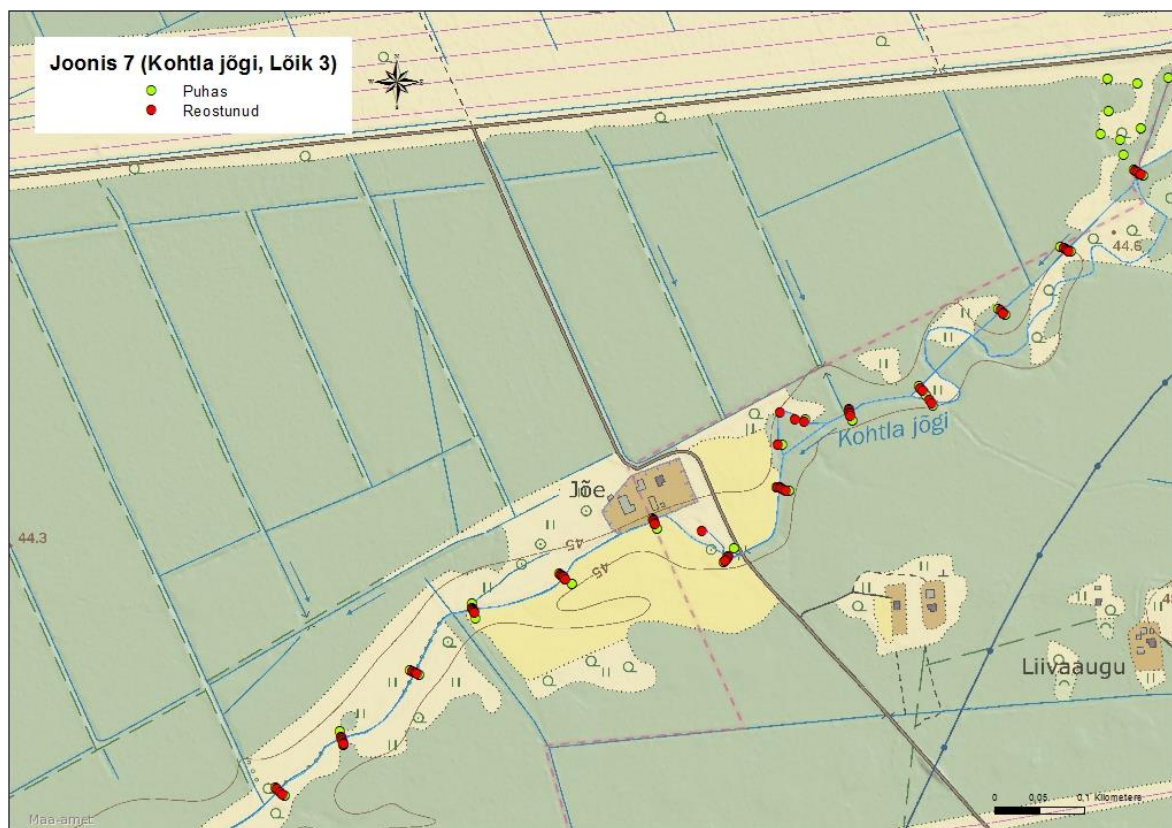 Joonis 7 (Kohtla jõgi, Lõik 3)
Puhas
Reostunud
44.6
Kohtla jõgi
Jõe
44.3
45
45
Liivaaugu
0 0,05 0,1 Kilometers
Maa-amet